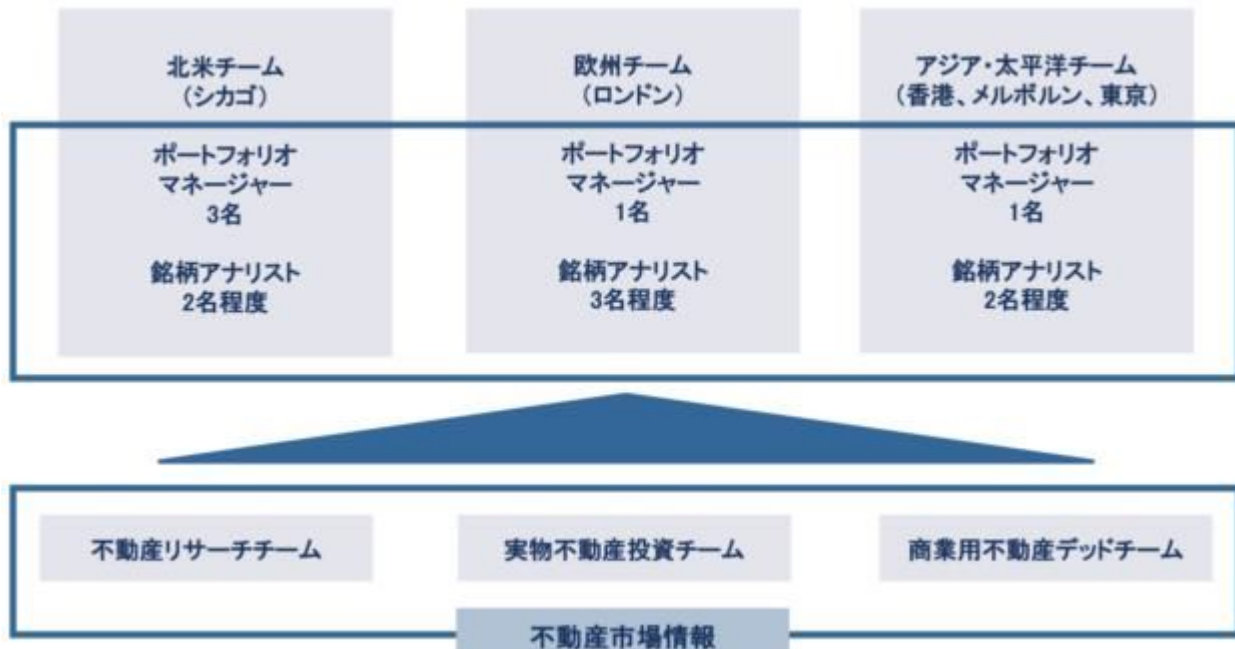 北米チーム
（シカゴ）
ポートフォリオ
マネージャー
3名
銘柄アナリスト
2名程度
欧州チーム
（ロンドン）
ポートフォリオ
マネージャー
1名
銘柄アナリスト
3名程度
アジア・太平洋チーム
（香港、メルボルン、東京）
ポートフォリオ
マネージャー
1名
銘柄アナリスト
2名程度
不動産リサーチチーム
実物不動産投資チーム
商業用不動産デッドチーム
不動産市場情報